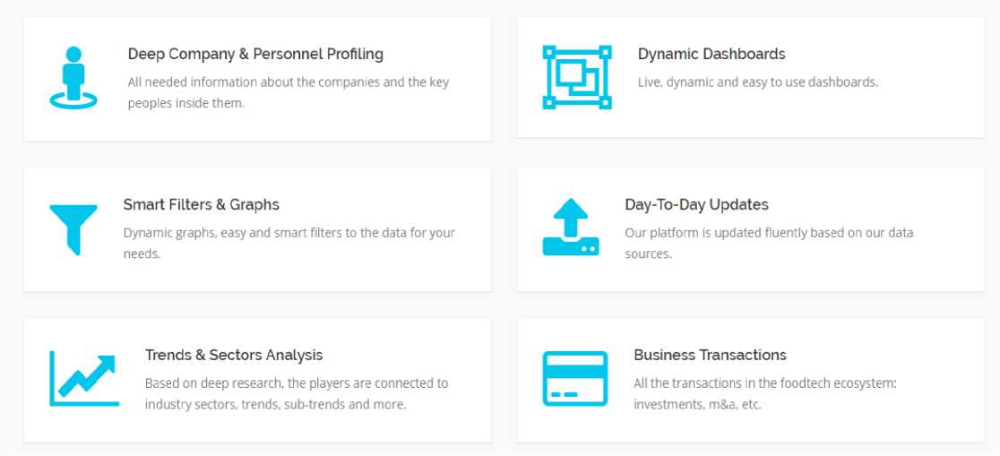 Deep Company & Personnel Profiling
All needed information about the companies and the key
peoples inside them.
Dynamic Dashboards
Live, dynamic and easy to use dashboards.
Smart Filters & Graphs
Dynamic graphs, easy and smart filters to the data for your
needs.
Day-To-Day Updates
Our platform is updated fluently based on our data
sources.
Trends & Sectors Analysis
Based on deep research, the players are connected to
industry sectors, trends, sub-trends and more.
Business Transactions
All the transactions in the foodtech ecosystem:
investments, m&a, etc.